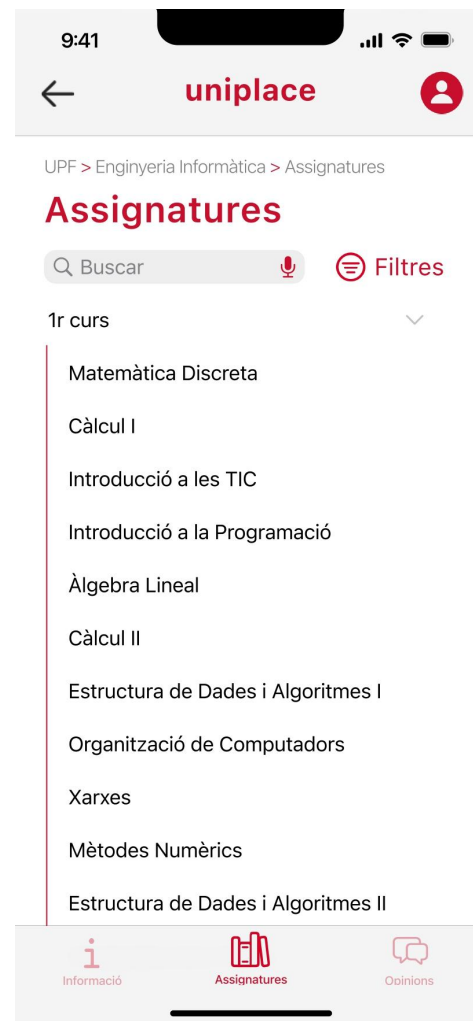 9:41
uniplace
UPF > Enginyeria Informàtica > Assignatures
Assignatures
Buscar
Filtres
1r curs
Matemàtica Discreta
Càlcul I
Introducció a les TIC
Introducció a la Programació
Àlgebra Lineal
Càlcul II
Estructura de Dades i Algoritmes I
Organització de Computadors
Xarxes
Mètodes Numèrics
Estructura de Dades i Algoritmes II
Informació
Assignatures
Opinions